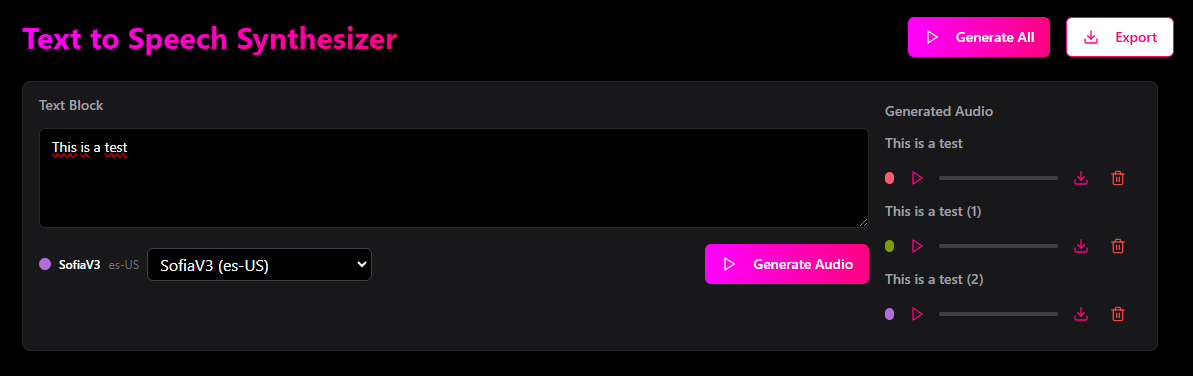 Text to Speech Synthesizer
Generate All
Export
Text Block
This is a test
SofiaV3 es-US
SofiaV3 (es-US)
Generate Audio
Generated Audio
This is a test
This is a test (1)
This is a test (2)